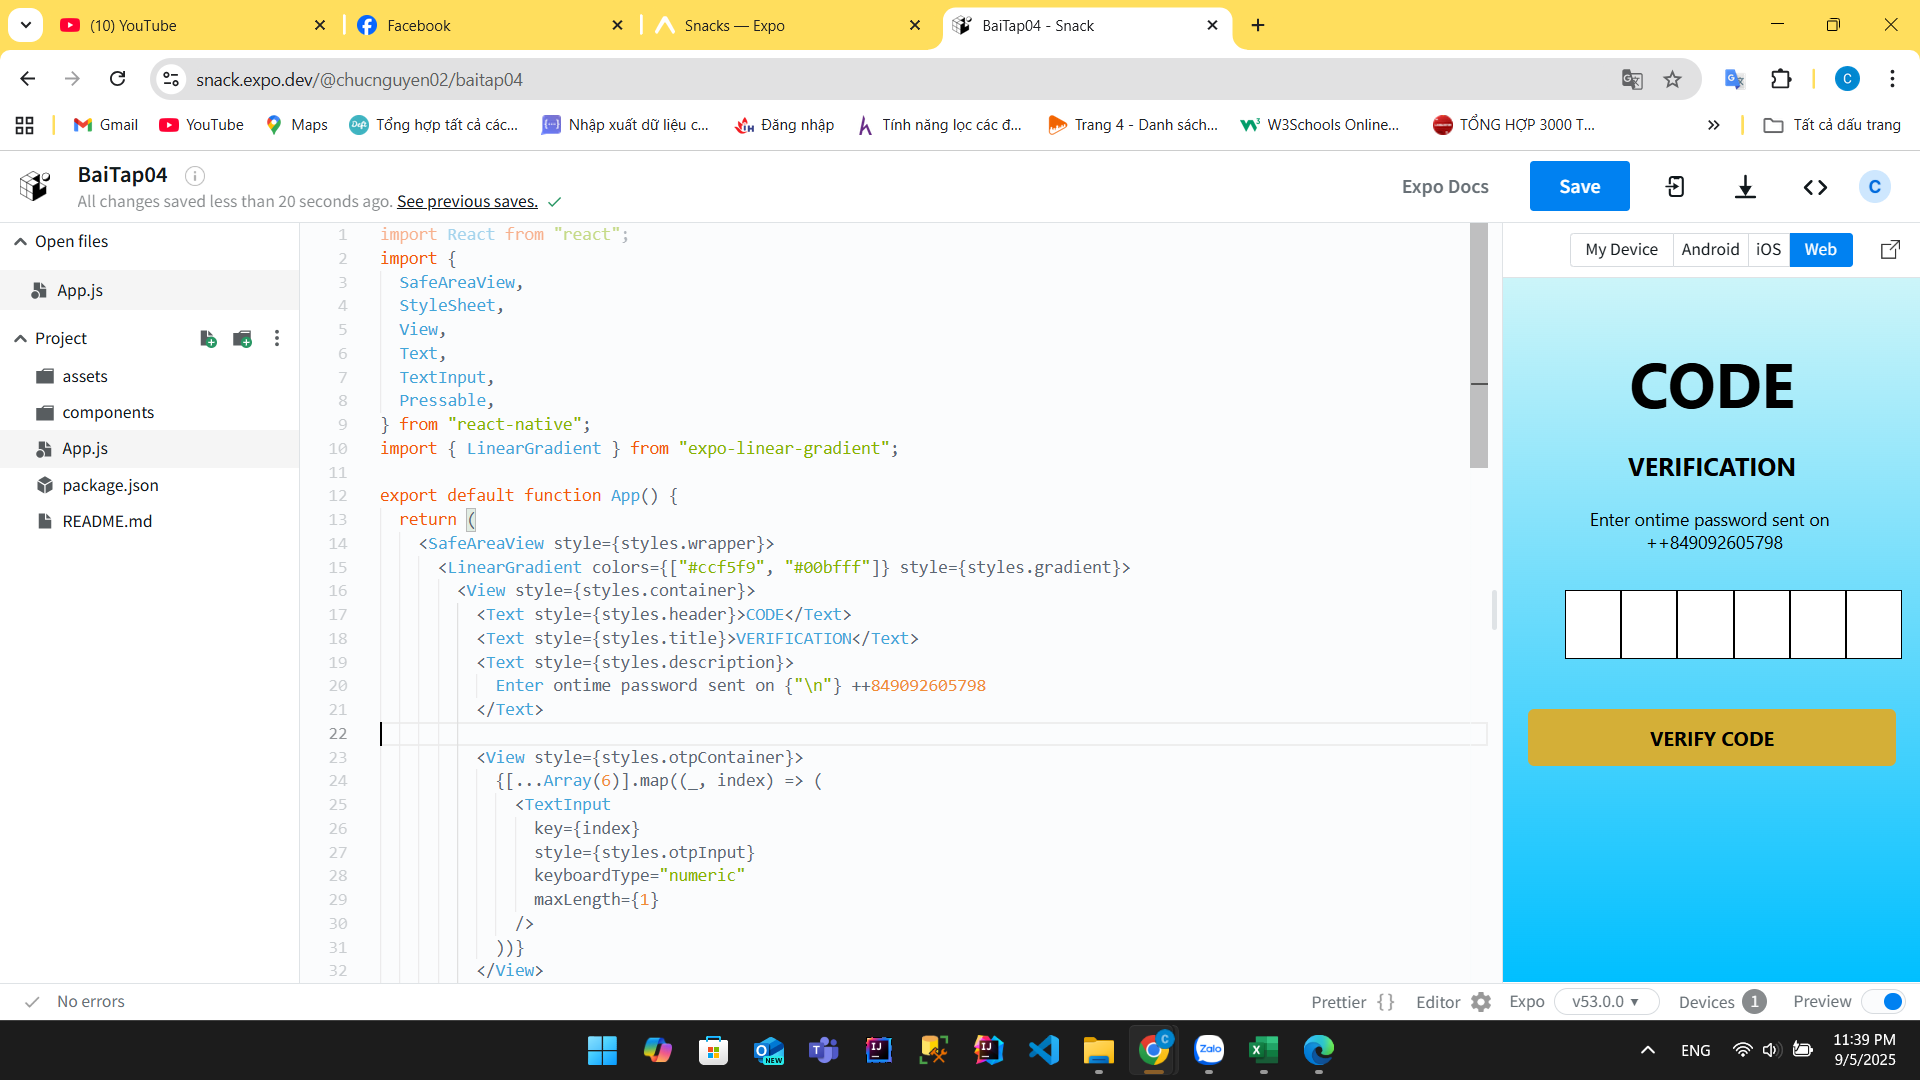 (10) YouTube
Facebook
Snacks — Expo
BaiTap04 - Snack
snack.expo.dev/@chucnguyen02/baitap04
C
Gmail
YouTube
Maps
Tổng hợp tất cả các...
Nhập xuất dữ liệu c...
Đăng nhập
Tính năng lọc các đ...
Trang 4 - Danh sách...
W3Schools Online...
TỔNG HỢP 3000 T...
Tất cả dấu trang
BaiTap04
All changes saved less than 20 seconds ago. See previous saves.
Expo Docs
Save
C
Open files
App.js
Project
assets
components
App.js
package.json
README.md
1 import React from "react";
2 import {
3 SafeAreaView,
4 StyleSheet,
5 View,
6 Text,
7 TextInput,
8 Pressable,
9 } from "react-native";
10 import { LinearGradient } from "expo-linear-gradient";
11
12 export default function App() {
13 return (
14 <SafeAreaView style={styles.wrapper}>
15 <LinearGradient colors={["#ccf5f9", "#00bfff"]} style={styles.gradient}>
16 <View style={styles.container}>
17 <Text style={styles.header}>CODE</Text>
18 <Text style={styles.title}>VERIFICATION</Text>
19 <Text style={styles.description}>
20 Enter ontime password sent on {"\n"} ++849092605798
21 </Text>
22
23 <View style={styles.otpContainer}>
24 {[...Array(6)].map((_, index) => (
25 <TextInput
26 key={index}
27 style={styles.otpInput}
28 keyboardType="numeric"
29 maxLength={1}
30 />
31 ))}
32 </View>
My Device
Android
iOS
Web
CODE
VERIFICATION
Enter ontime password sent on
++849092605798
VERIFY CODE
No errors
Prettier {}
Editor
Expo
v53.0.0
Devices 1
Preview
ENG
11:39 PM
9/5/2025